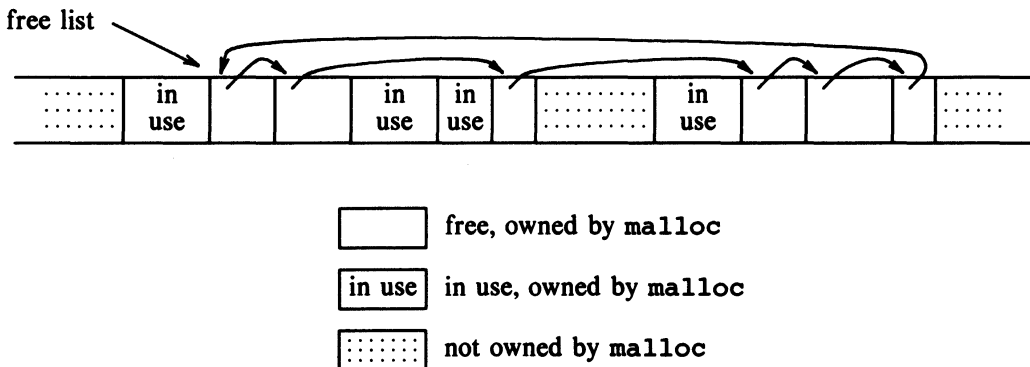 free list
in
use
in
use
in
use
in
use
free, owned by malloc
in use
in use, owned by malloc
not owned by malloc